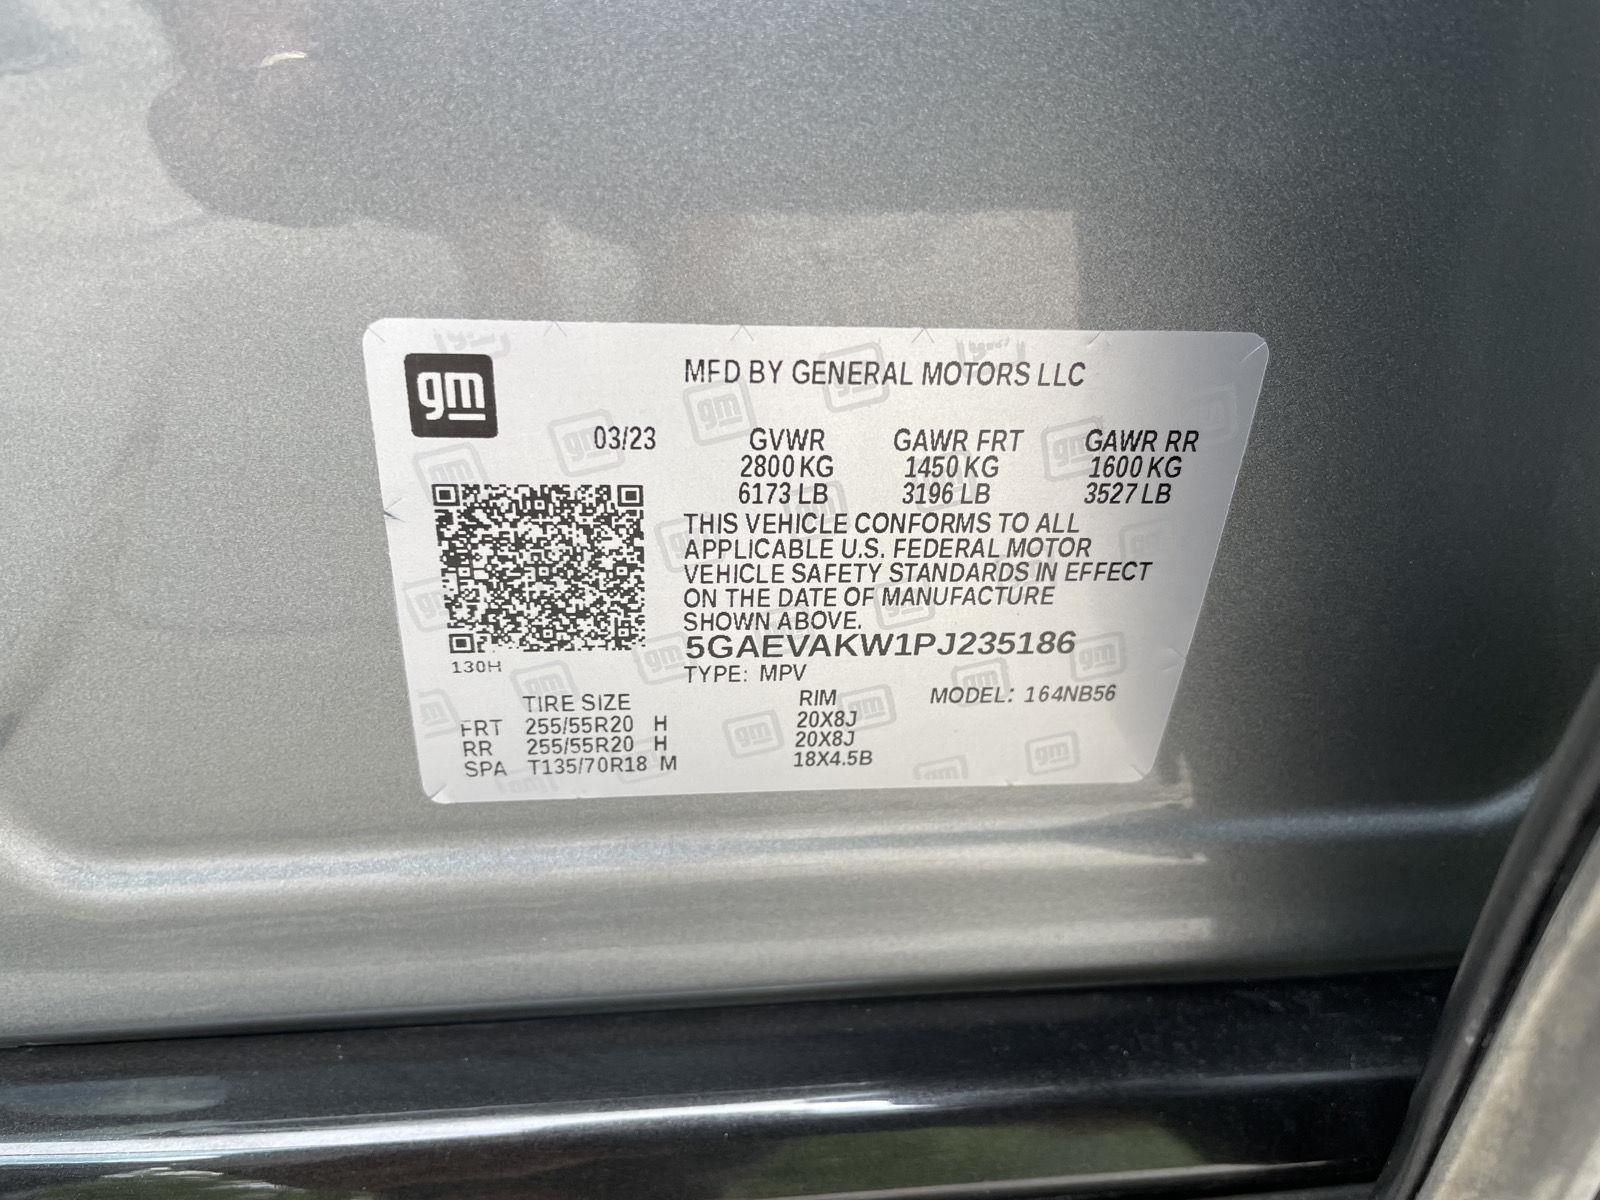 gm
MFD BY GENERAL MOTORS LLC
03/23 GVWR GAWR FRT GAWR RR
2800 KG 1450 KG 1600 KG
6173 LB 3196 LB 3527 LB
THIS VEHICLE CONFORMS TO ALL
APPLICABLE U.S. FEDERAL MOTOR
VEHICLE SAFETY STANDARDS IN EFFECT
ON THE DATE OF MANUFACTURE
SHOWN ABOVE.
5GAEVAKW1PJ235186
130H
TYPE: MPV
TIRE SIZE RIM MODEL: 164NB56
FRT 255/55R20 H 20X8J
RR 255/55R20 H 20X8J
SPA T135/70R18 M 18X4.5B